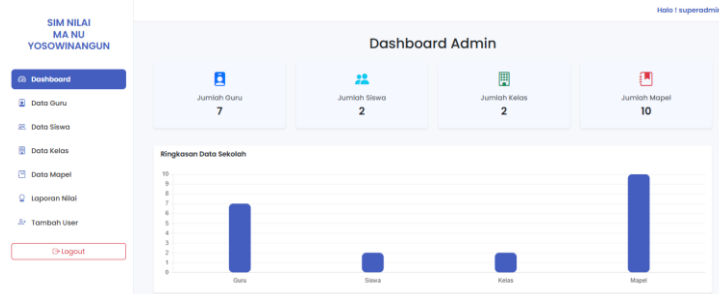 Halo ! superadmin
SIM NILAI
MA NU
YOSOWINANGUN
Dashboard
Data Guru
Data Siswa
Data Kelas
Data Mapel
Laporan Nilai
Tambah User
Logout
Dashboard Admin
Jumlah Guru
7
Jumlah Siswa
2
Jumlah Kelas
2
Jumlah Mapel
10
Ringkasan Data Sekolah
10
9
8
7
6
5
4
3
2
1
0
Guru
Siswa
Kelas
Mapel